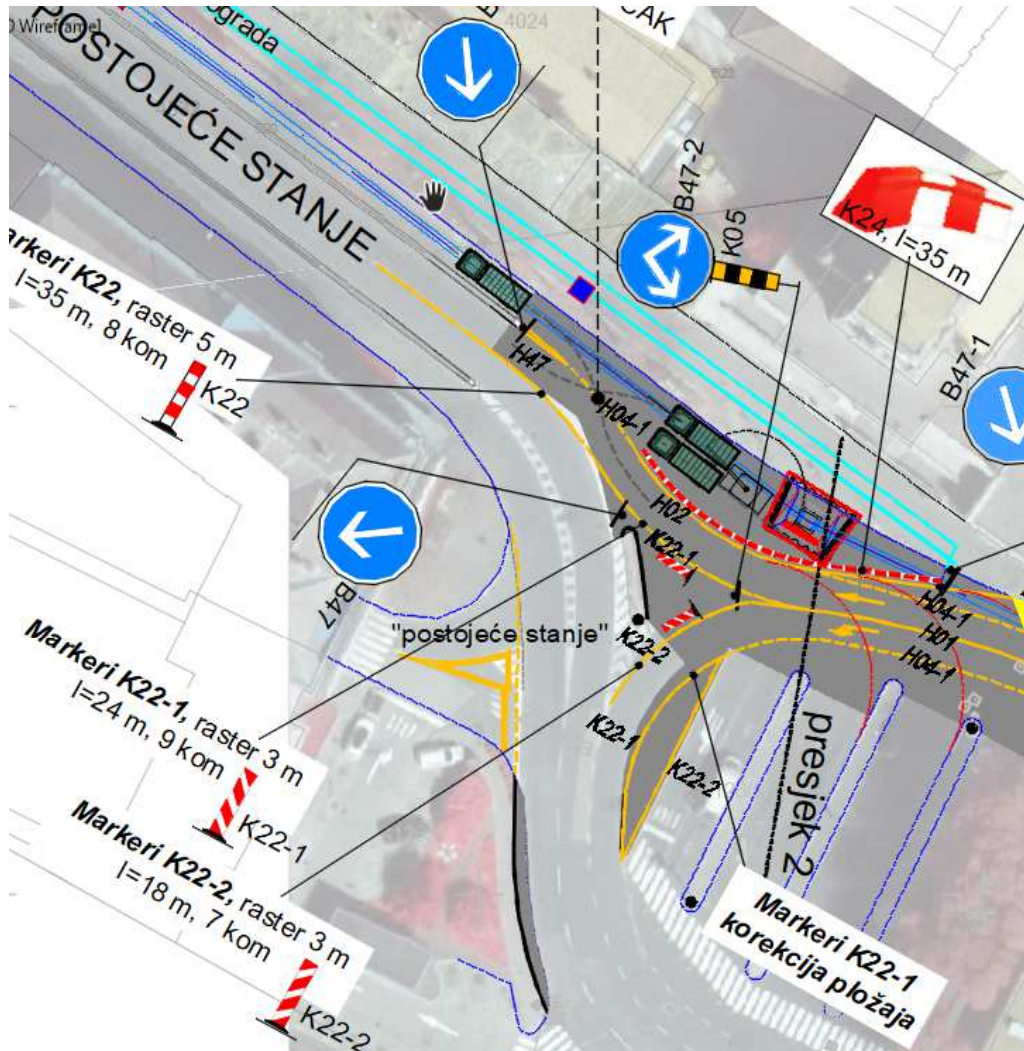 D Wireframe]
ograda
4024
ČAK
POSTOJEĆE STANJE
B47-2
K05
K24, l=35 m
B47-1
Markeri K22, raster 5 m
l=35 m, 8 kom
K22
H47
H04-1
H02
K22-1
B47
"postojeće stanje"
K22-2
H04-1
H01
H04-1
K22-1
K22-2
presjek 2
Markeri K22-1, raster 3 m
l=24 m, 9 kom
K22-1
Markeri K22-2, raster 3 m
l=18 m, 7 kom
K22-2
Markeri K22-1
korekcija pložaja